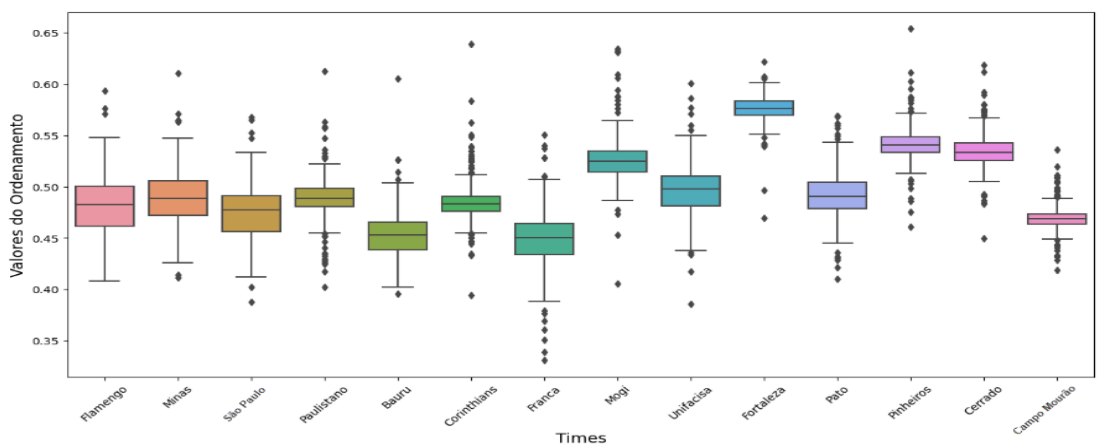 Valores do Ordenamento
0.65
0.60
0.55
0.50
0.45
0.40
0.35
Flamengo
Minas
São Paulo
Paulistano
Bauru
Corinthians
Franca
Mogi
Unifacisa
Fortaleza
Pato
Pinheiros
Cerrado
Campo Mourão
Times